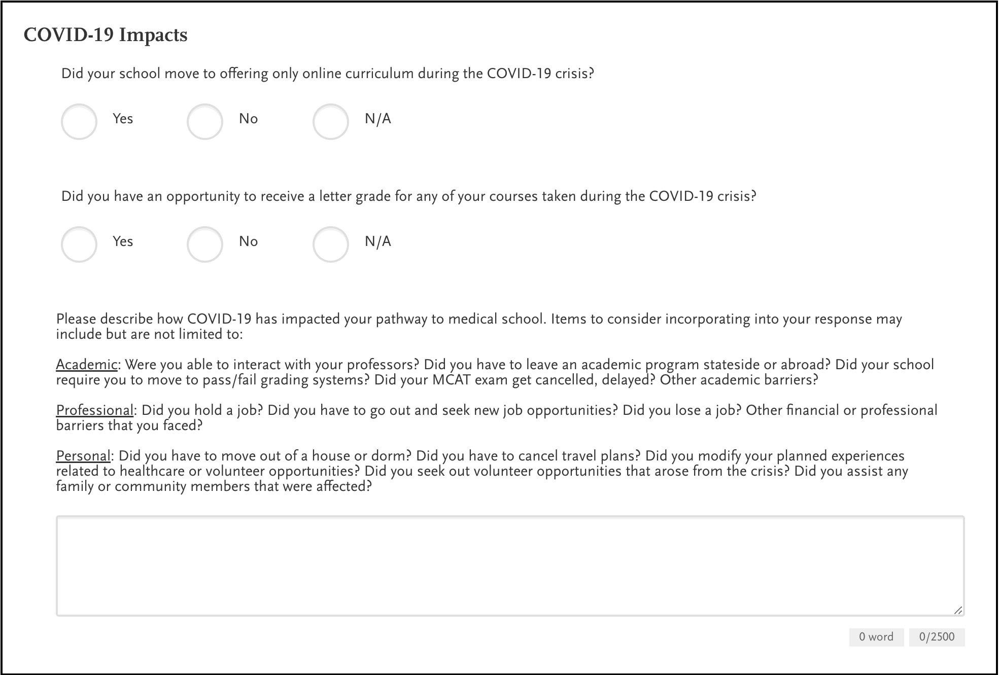 COVID-19 Impacts
Did your school move to offering only online curriculum during the COVID-19 crisis?
Yes No N/A
Did you have an opportunity to receive a letter grade for any of your courses taken during the COVID-19 crisis?
Yes No N/A
Please describe how COVID-19 has impacted your pathway to medical school. Items to consider incorporating into your response may
include but are not limited to:
Academic: Were you able to interact with your professors? Did you have to leave an academic program stateside or abroad? Did your school
require you to move to pass/fail grading systems? Did your MCAT exam get cancelled, delayed? Other academic barriers?
Professional: Did you hold a job? Did you have to go out and seek new job opportunities? Did you lose a job? Other financial or professional
barriers that you faced?
Personal: Did you have to move out of a house or dorm? Did you have to cancel travel plans? Did you modify your planned experiences
related to healthcare or volunteer opportunities? Did you seek out volunteer opportunities that arose from the crisis? Did you assist any
family or community members that were affected?
0 word 0/2500